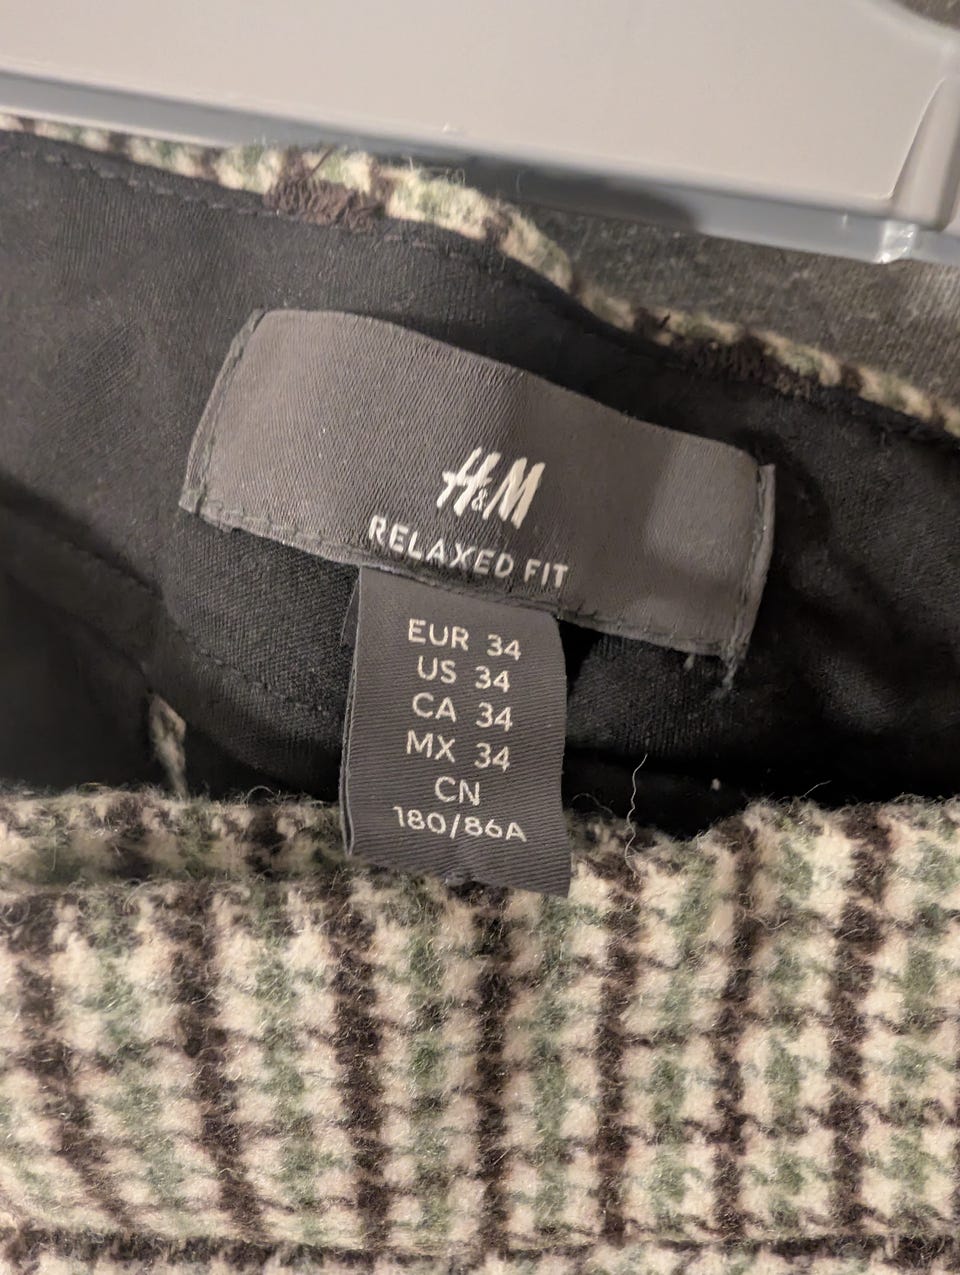 H&M
RELAXED FIT
EUR 34
US 34
CA 34
MX 34
CN
180/86A